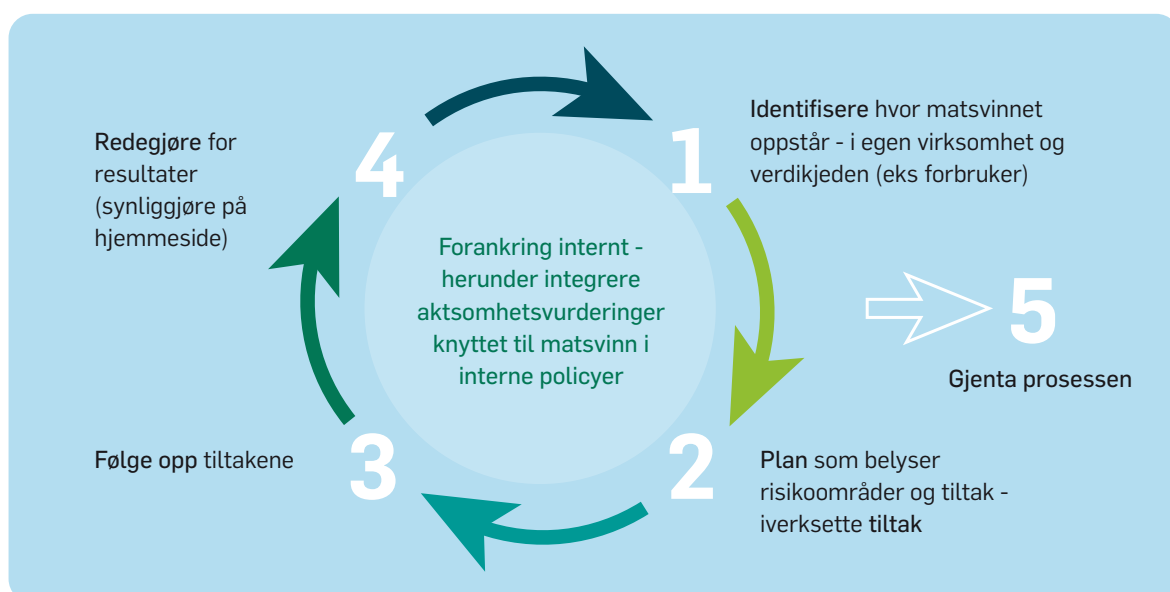 1
Identifisere hvor matsvinnet
oppstår - i egen virksomhet og
verdikjeden (eks forbruker)
2
Plan som belyser
risikoområder og tiltak -
iverksette tiltak
3
Følge opp tiltakene
4
Redegjøre for
resultater
(synliggjøre på
hjemmeside)
Forankring internt -
herunder integrere
aktsomhetsvurderinger
knyttet til matsvinn i
interne policyer
5
Gjenta prosessen